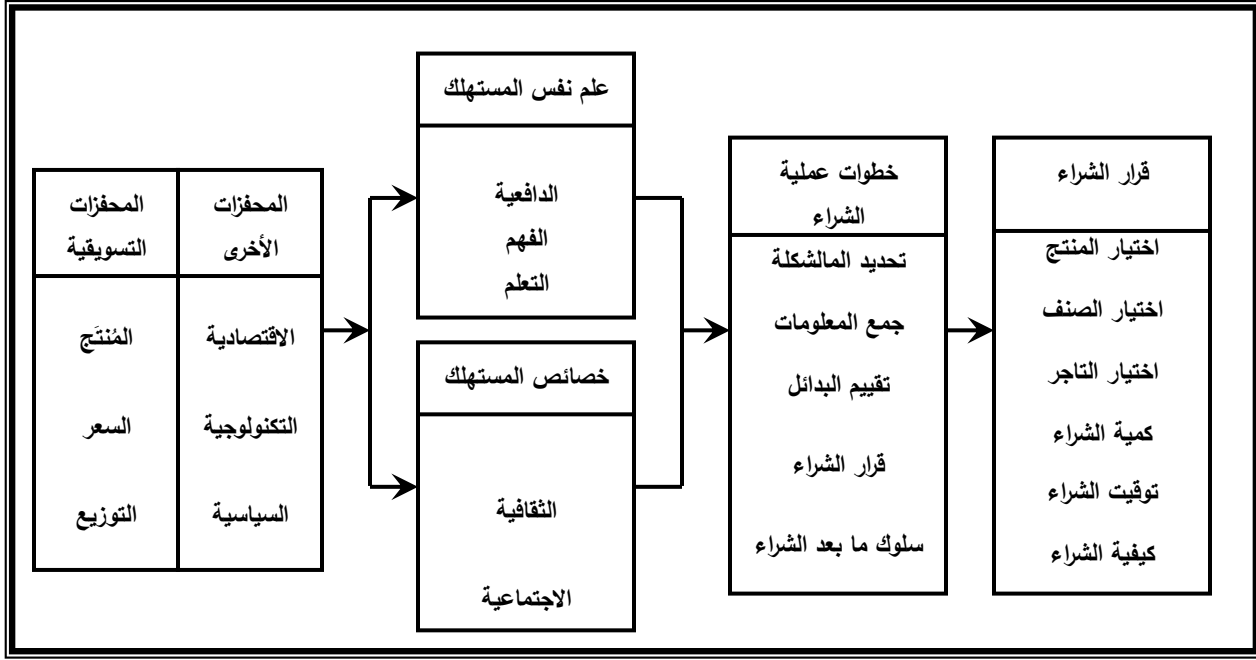 علم نفس المستهلك
الدافعية
الفهم
التعلم
المحفزات
التسويقية
المُنتَج
السعر
التوزيع
المحفزات
الأخرى
الاقتصادية
التكنولوجية
السياسية
خصائص المستهلك
الثقافية
الاجتماعية
خطوات عملية
الشراء
تحديد المالشكلة
جمع المعلومات
تقييم البدائل
قرار الشراء
سلوك ما بعد الشراء
قرار الشراء
اختيار المنتج
اختيار الصنف
اختيار التاجر
كمية الشراء
توقيت الشراء
كيفية الشراء